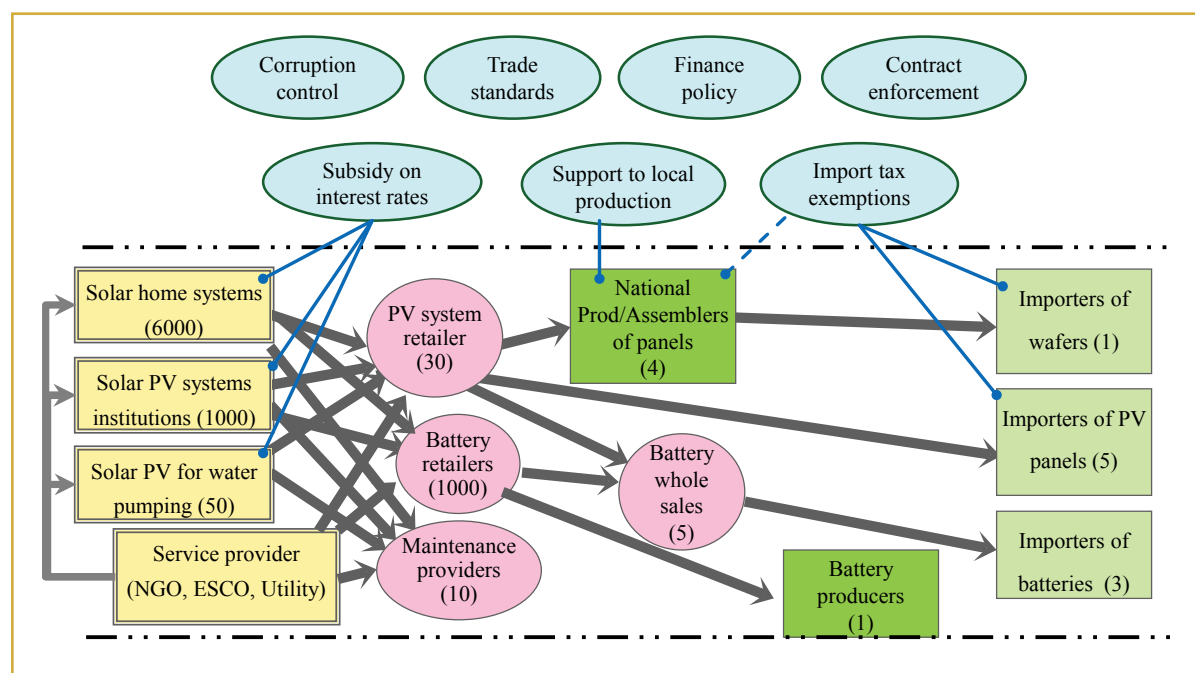 Corruption
control
Trade
standards
Finance
policy
Contract
enforcement
Subsidy on
interest rates
Support to local
production
Import tax
exemptions
Solar home systems
(6000)
Solar PV systems
institutions (1000)
Solar PV for water
pumping (50)
Service provider
(NGO, ESCO, Utility)
PV system
retailer
(30)
Battery
retailers
(1000)
Maintenance
providers
(10)
National
Prod/Assemblers
of panels
(4)
Battery
whole
sales
(5)
Battery
producers
(1)
Importers of
wafers (1)
Importers of PV
panels (5)
Importers of
batteries (3)